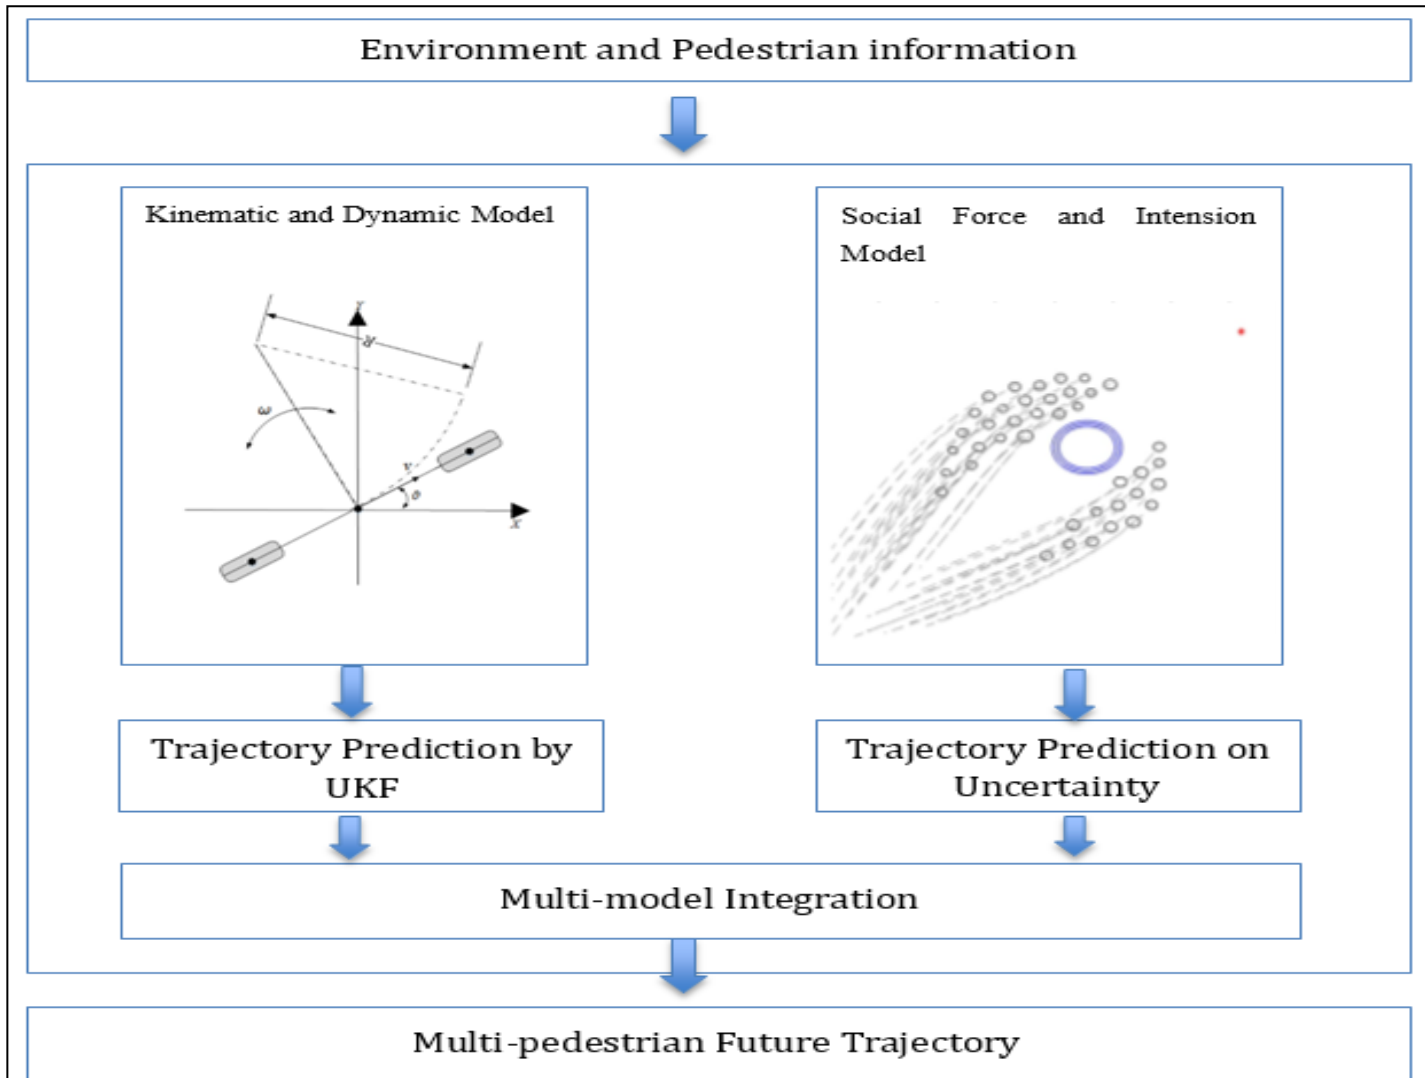 Environment and Pedestrian information
Kinematic and Dynamic Model
Social Force and Intension
Model
Y
R
ω
v
θ
x
Trajectory Prediction by
UKF
Trajectory Prediction on
Uncertainty
Multi-model Integration
Multi-pedestrian Future Trajectory